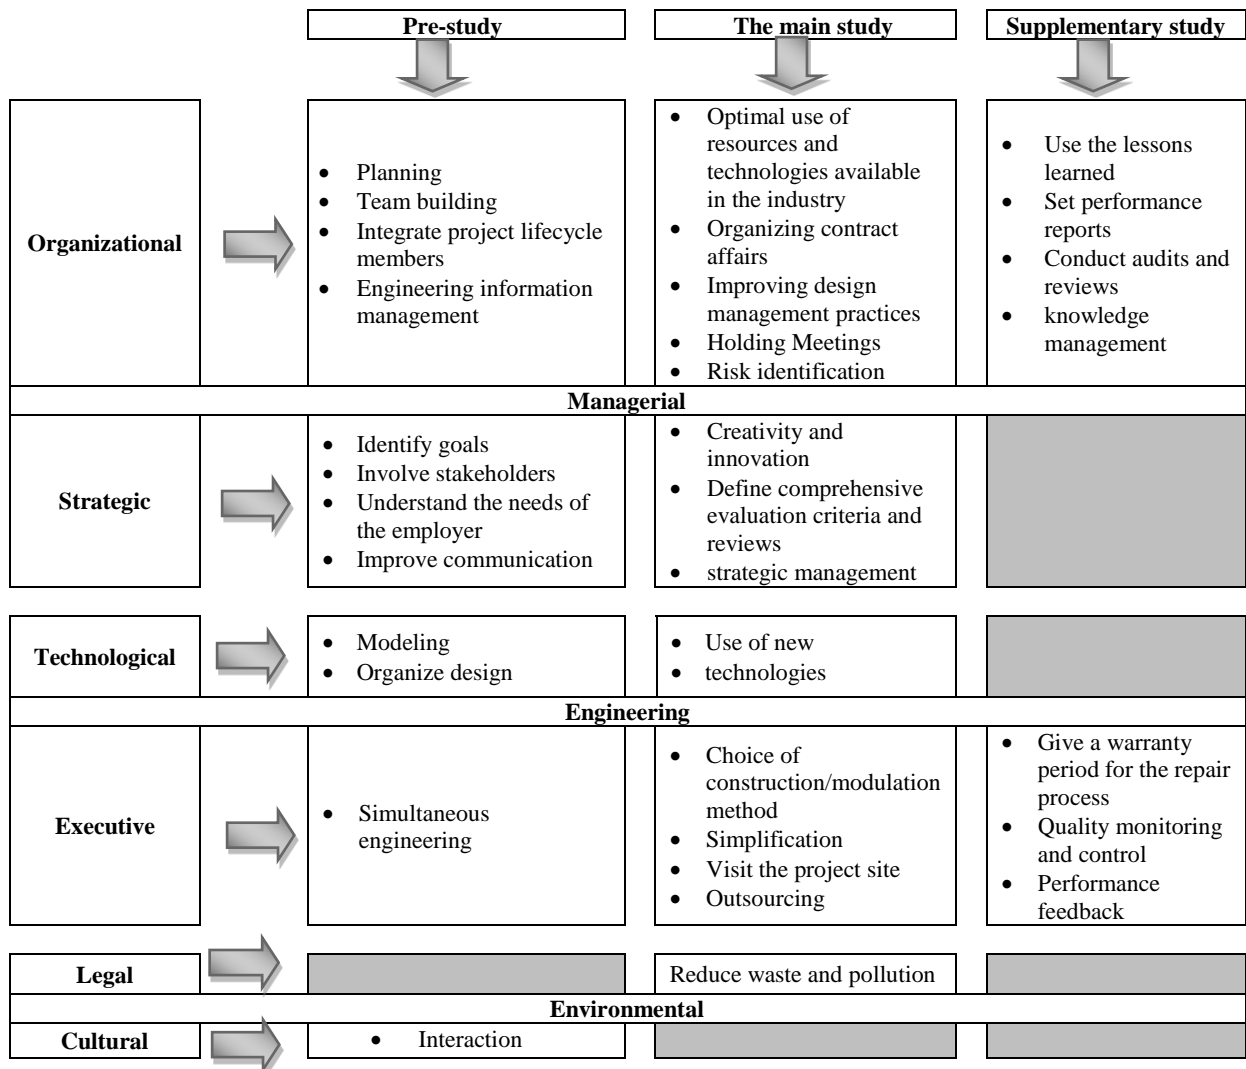 Pre-study
The main study
Supplementary study
Organizational
• Planning
• Team building
• Integrate project lifecycle
members
• Engineering information
management
• Optimal use of
resources and
technologies available
in the industry
• Organizing contract
affairs
• Improving design
management practices
• Holding Meetings
• Risk identification
• Use the lessons
learned
• Set performance
reports
• Conduct audits and
reviews
• knowledge
management
Managerial
Strategic
• Identify goals
• Involve stakeholders
• Understand the needs of
the employer
• Improve communication
• Creativity and
innovation
• Define comprehensive
evaluation criteria and
reviews
• strategic management
Technological
• Modeling
• Organize design
• Use of new
• technologies
Engineering
Executive
• Simultaneous
engineering
• Choice of
construction/modulation
method
• Simplification
• Visit the project site
• Outsourcing
• Give a warranty
period for the repair
process
• Quality monitoring
and control
• Performance
feedback
Legal
Reduce waste and pollution
Environmental
Cultural
• Interaction